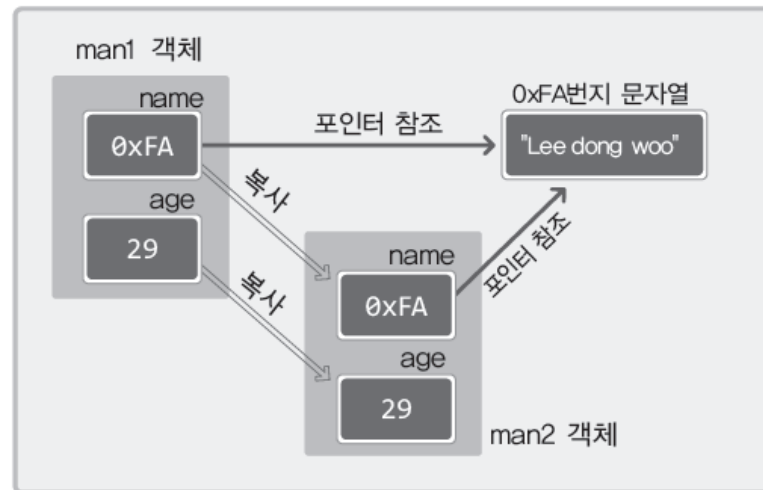 man1 객체
name
0xFA
age
29
포인터 참조
0xFA번지 문자열
"Lee dong woo"
복사
복사
포인터 참조
name
0xFA
age
29
man2 객체